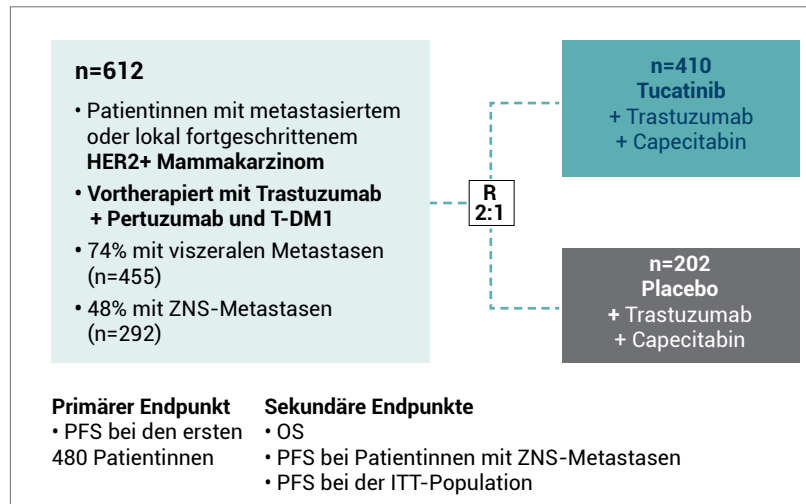 n=612
• Patientinnen mit metastasiertem
oder lokal fortgeschrittenem
HER2+ Mammakarzinom
• Vortherapiert mit Trastuzumab
+ Pertuzumab und T-DM1
• 74% mit viszeralen Metastasen
(n=455)
• 48% mit ZNS-Metastasen
(n=292)
R
2:1
n=410
Tucatinib
+ Trastuzumab
+ Capecitabin
n=202
Placebo
+ Trastuzumab
+ Capecitabin
Primärer Endpunkt
• PFS bei den ersten
480 Patientinnen
Sekundäre Endpunkte
• OS
• PFS bei Patientinnen mit ZNS-Metastasen
• PFS bei der ITT-Population